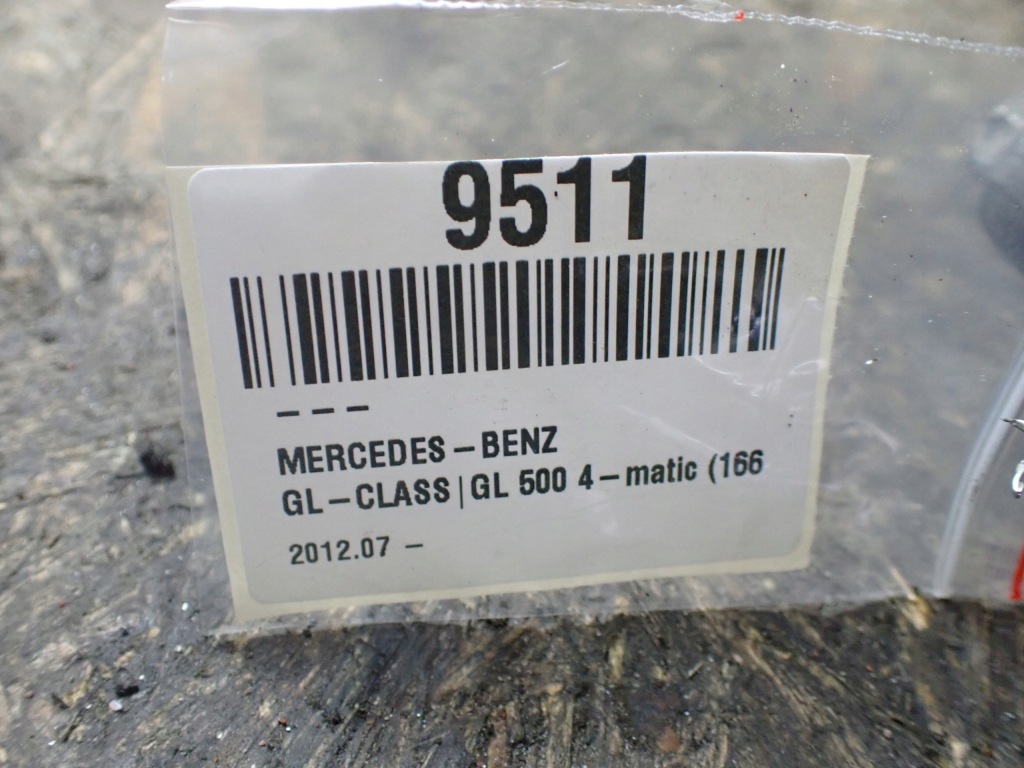 9511
– – –
MERCEDES – BENZ
GL – CLASS | GL 500 4 – matic (166
2012.07 –